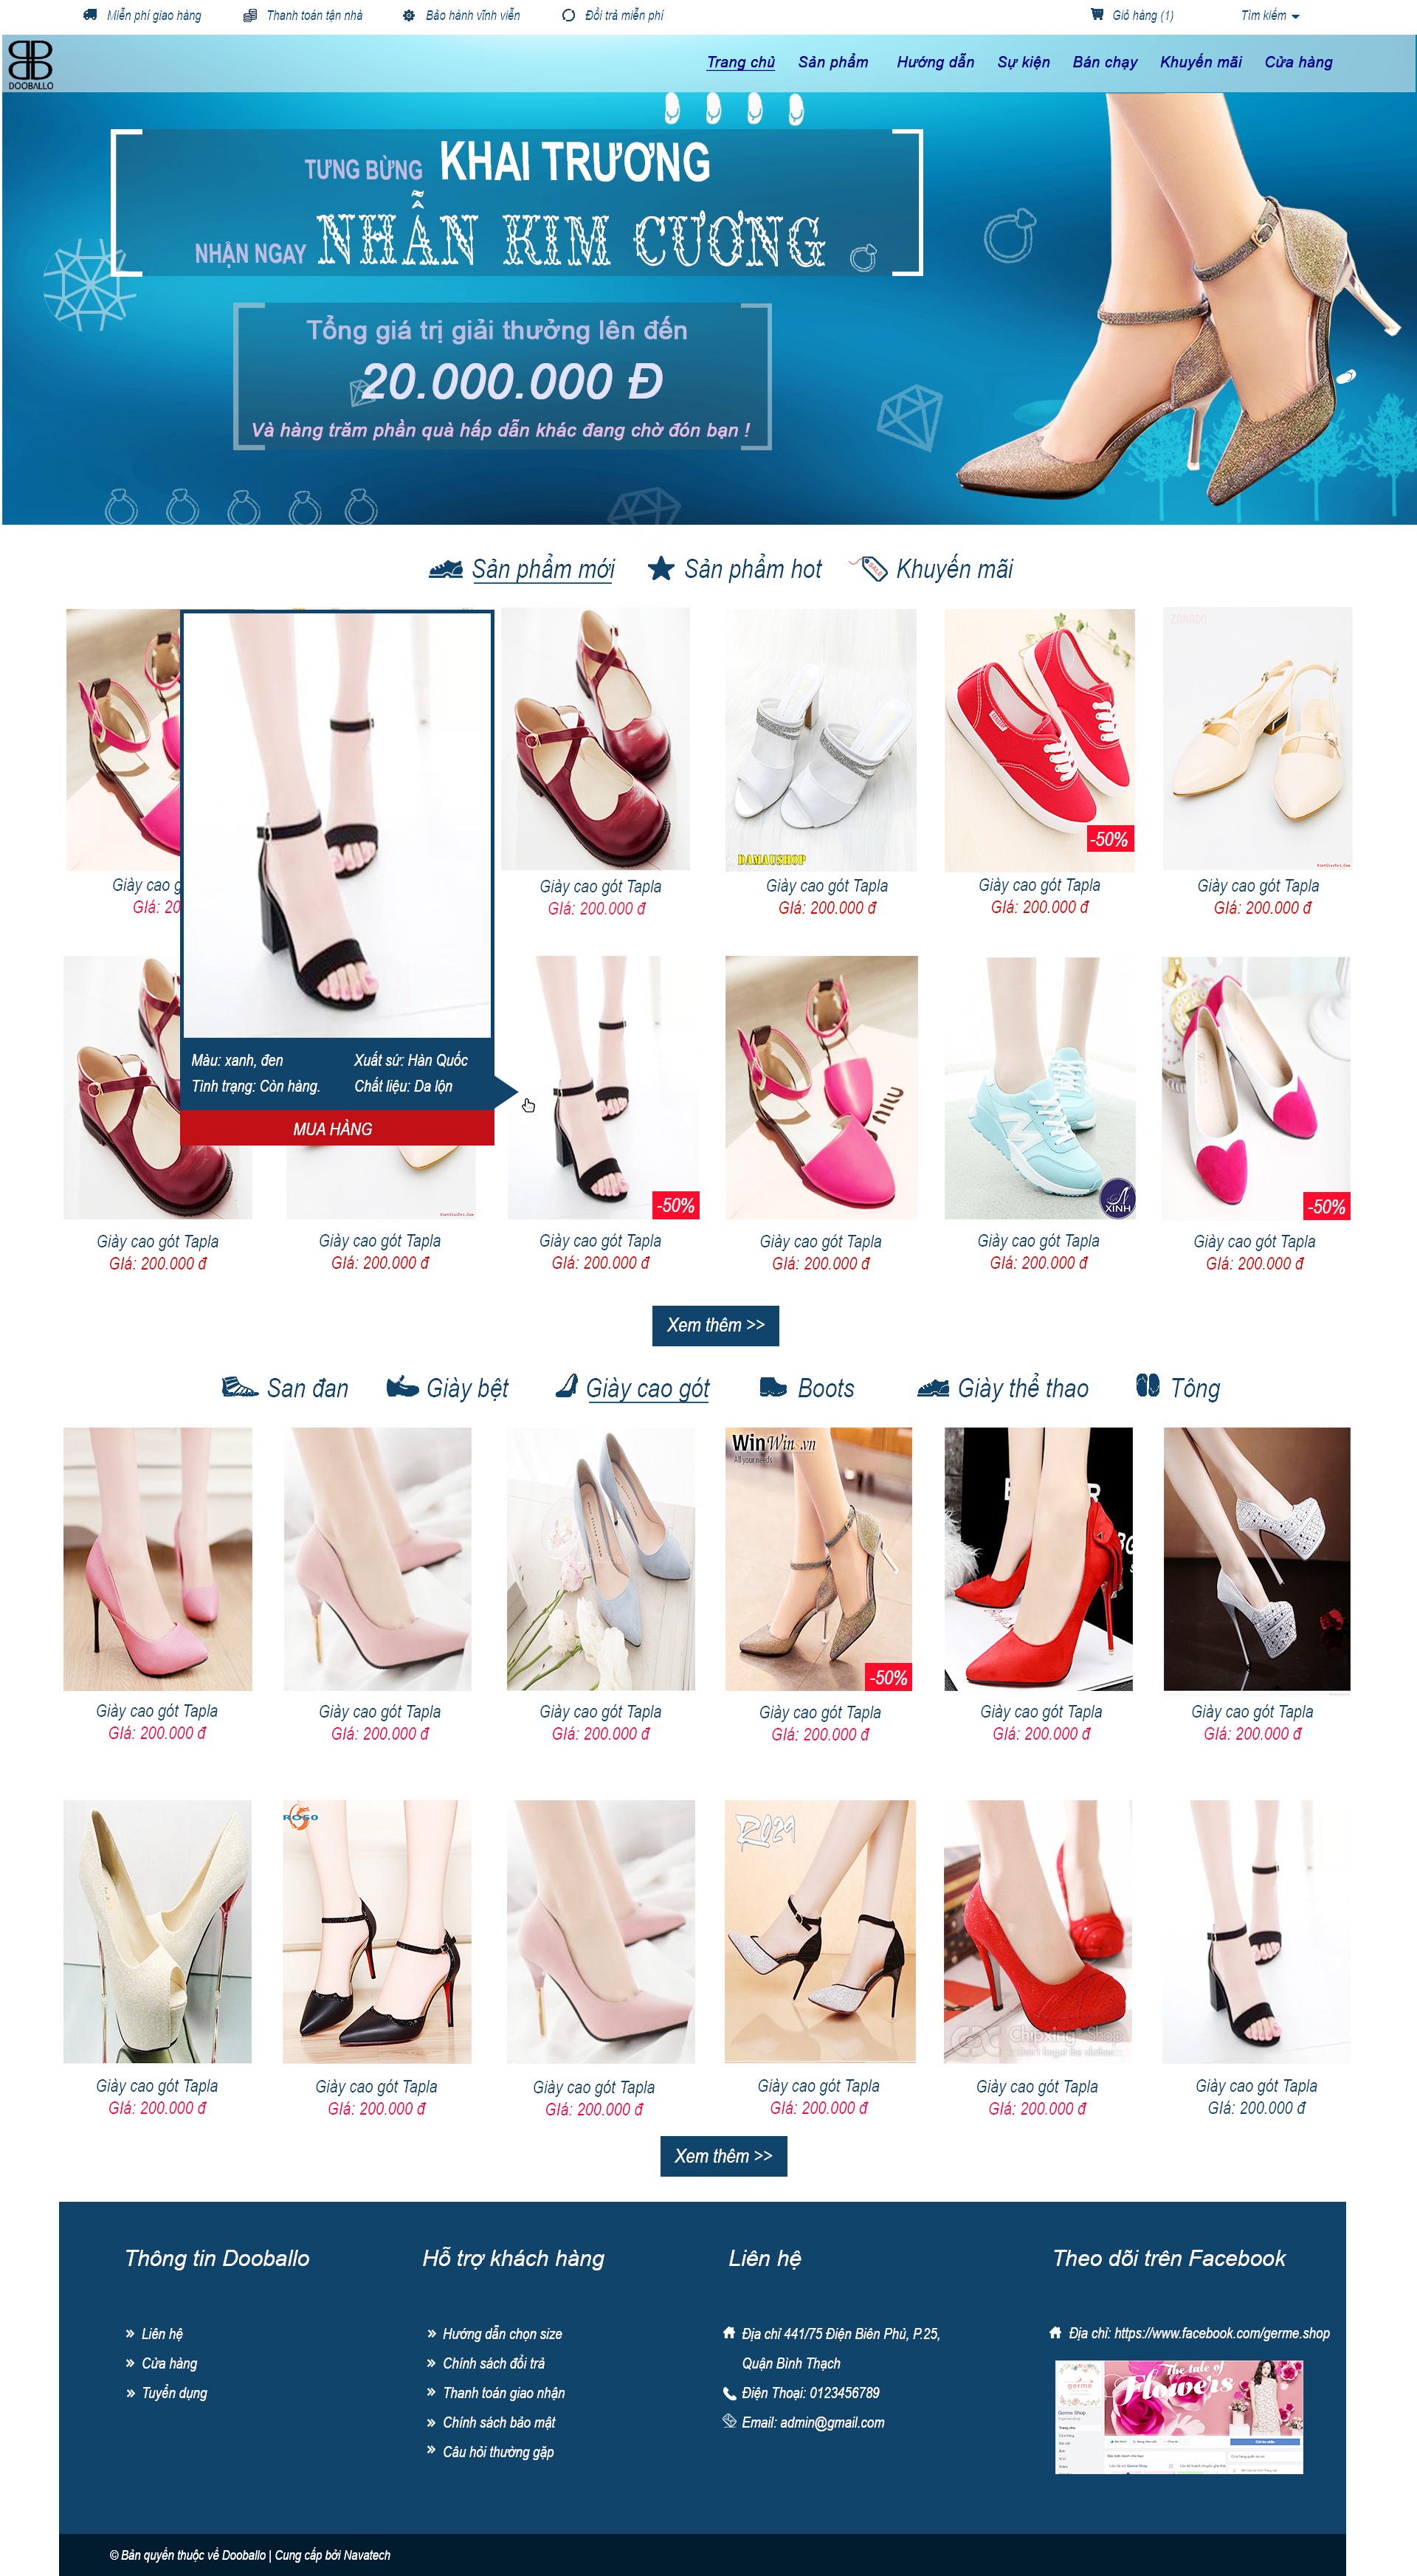 Miễn phí giao hàng
Thanh toán tận nhà
Bảo hành vĩnh viễn
Đổi trả miễn phí
Giỏ hàng (1)
Tìm kiếm
DOOBALLO
Trang chủ
Sản phẩm
Hướng dẫn
Sự kiện
Bán chạy
Khuyến mãi
Cửa hàng
TƯNG BỪNG KHAI TRƯƠNG
NHẬN NGAY NHẪN KIM CƯƠNG
Tổng giá trị giải thưởng lên đến
20.000.000 Đ
Và hàng trăm phần quà hấp dẫn khác đang chờ đón bạn !
Sản phẩm mới
Sản phẩm hot
SALE
Khuyến mãi
ZANADO
DAMAUSHOP
-50%
Giày cao g
GIá: 20
Giày cao gót Tapla
GIá: 200.000 đ
Giày cao gót Tapla
GIá: 200.000 đ
Giày cao gót Tapla
GIá: 200.000 đ
Giày cao gót Tapla
GIá: 200.000 đ
Màu: xanh, đen
Xuất sứ: Hàn Quốc
Tình trạng: Còn hàng.
Chất liệu: Da lộn
MUA HÀNG
-50%
XINH
-50%
Giày cao gót Tapla
GIá: 200.000 đ
Giày cao gót Tapla
GIá: 200.000 đ
Giày cao gót Tapla
GIá: 200.000 đ
Giày cao gót Tapla
GIá: 200.000 đ
Giày cao gót Tapla
GIá: 200.000 đ
Giày cao gót Tapla
GIá: 200.000 đ
Xem thêm >>
San đan
Giày bệt
Giày cao gót
Boots
Giày thể thao
Tông
WinWin.vn
All your needs
-50%
Giày cao gót Tapla
GIá: 200.000 đ
Giày cao gót Tapla
GIá: 200.000 đ
Giày cao gót Tapla
GIá: 200.000 đ
Giày cao gót Tapla
GIá: 200.000 đ
Giày cao gót Tapla
GIá: 200.000 đ
Giày cao gót Tapla
GIá: 200.000 đ
ROSO
R029
Chipxing Shop
Don't forget the clothes
Giày cao gót Tapla
GIá: 200.000 đ
Giày cao gót Tapla
GIá: 200.000 đ
Giày cao gót Tapla
GIá: 200.000 đ
Giày cao gót Tapla
GIá: 200.000 đ
Giày cao gót Tapla
GIá: 200.000 đ
Giày cao gót Tapla
GIá: 200.000 đ
Xem thêm >>
Thông tin Dooballo
» Liên hệ
» Cửa hàng
» Tuyển dụng
Hỗ trợ khách hàng
» Hướng dẫn chọn size
» Chính sách đổi trả
» Thanh toán giao nhận
» Chính sách bảo mật
» Câu hỏi thường gặp
Liên hệ
Địa chỉ 441/75 Điện Biên Phủ, P.25,
Quận Bình Thạch
Điện Thoại: 0123456789
Email: admin@gmail.com
Theo dõi trên Facebook
Địa chỉ: https://www.facebook.com/germe.shop
germe
The tale of
Flowers
Germe Shop
© Bản quyền thuộc về Dooballo | Cung cấp bởi Navatech